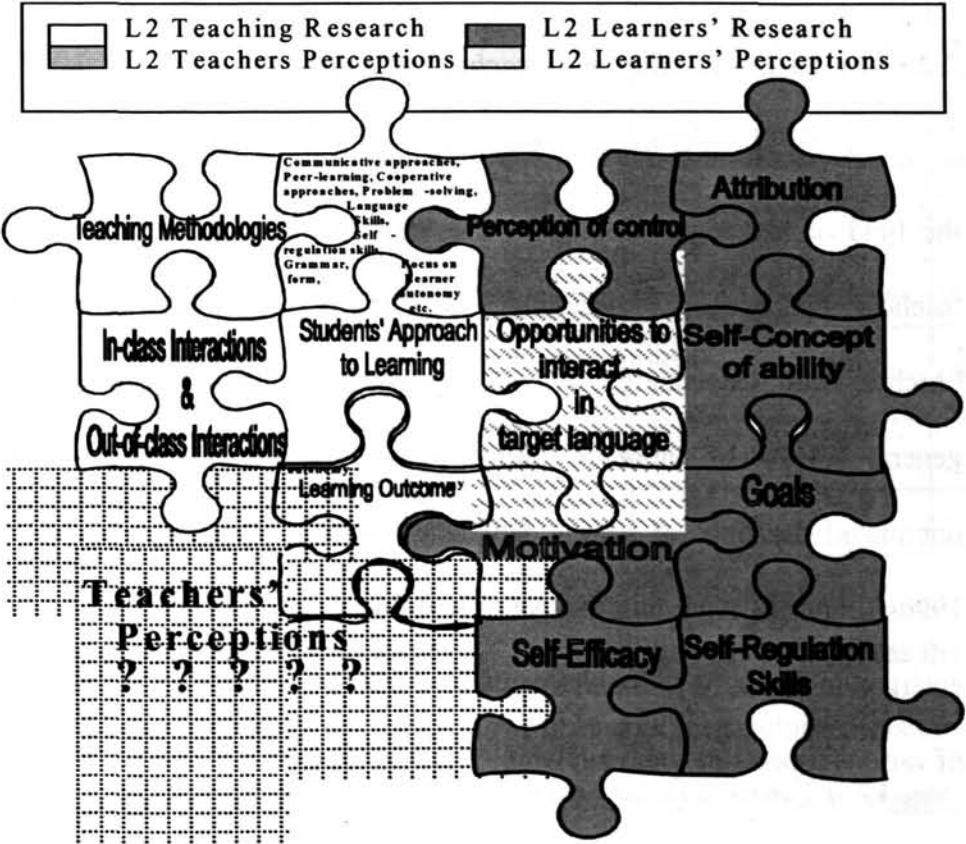 L2 Teaching Research
L2 Learners' Research
L2 Teachers Perceptions
L2 Learners' Perceptions
Communicative approaches,
Peer-learning, Cooperative
approaches, Problem -solving,
Language
Skills,
Self -
regulation skills,
Grammar, Focus on
form, Learner
autonomy
etc.
Teaching Methodologies
Perception of control
Attribution
In-class Interactions
&
Out-of-class Interactions
Students' Approach
to Learning
Opportunities to
interact
in
target language
Self-Concept
of ability
Learning Outcome
Goals
Motivation
Teachers'
Perceptions
? ? ? ? ?
Self-Efficacy
Self-Regulation
Skills